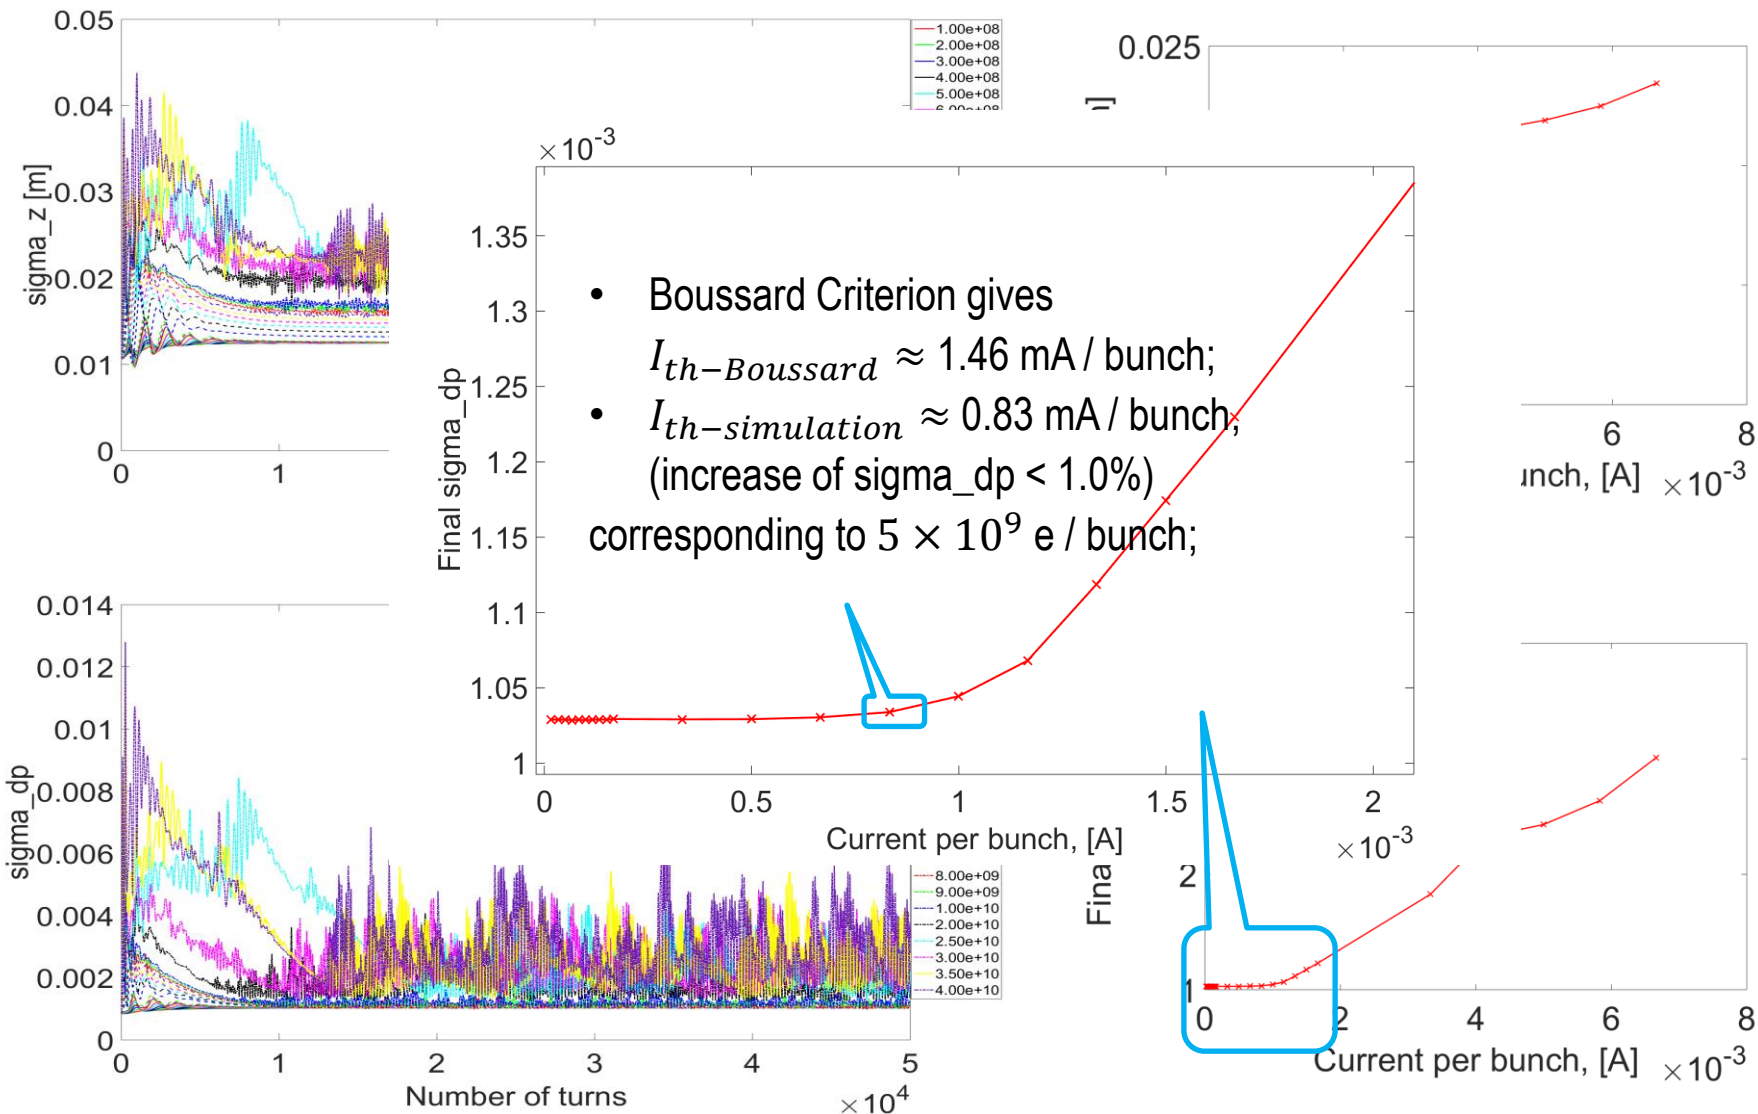 0.05
0.04
0.03
0.02
0.01
0
sigma_z [m]
0
1
1.00e+08
2.00e+08
3.00e+08
4.00e+08
5.00e+08
6.00e+08
0.025
6
8
unch, [A]
×10⁻³
×10⁻³
1.35
1.3
1.25
1.2
1.15
1.1
1.05
1
Final sigma_dp
• Boussard Criterion gives
I_{th−Boussard} ≈ 1.46 mA / bunch;
• I_{th−simulation} ≈ 0.83 mA / bunch,
(increase of sigma_dp < 1.0%)
corresponding to 5 × 10⁹ e / bunch;
0
0.5
1
1.5
2
Current per bunch, [A]
×10⁻³
0.014
0.012
0.01
0.008
0.006
0.004
0.002
0
sigma_dp
8.00e+09
9.00e+09
1.00e+10
2.00e+10
2.50e+10
3.00e+10
3.50e+10
4.00e+10
0
1
2
3
4
5
Number of turns
×10⁴
Fina
2
1
0
2
4
6
8
Current per bunch, [A]
×10⁻³